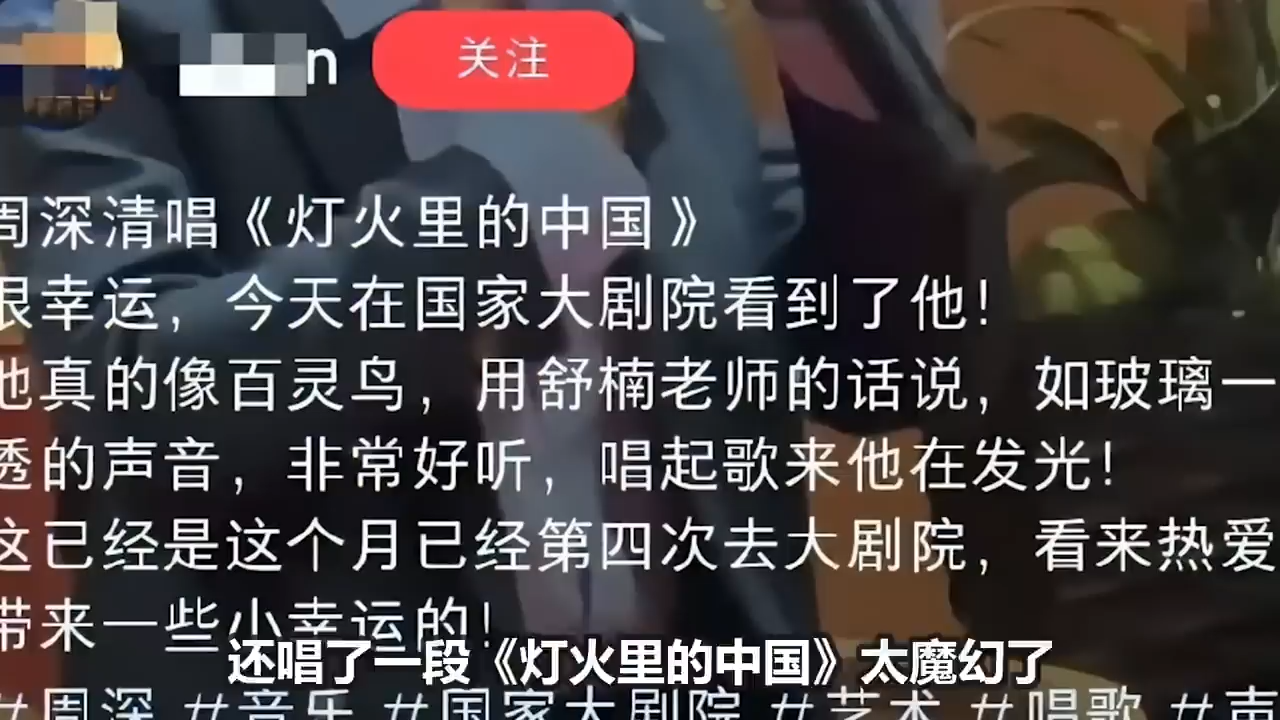 n 关注
周深清唱《灯火里的中国》
很幸运，今天在国家大剧院看到了他！
他真的像百灵鸟，用舒楠老师的话说，如玻璃一
透的声音，非常好听，唱起歌来他在发光！
这已经是这个月已经第四次去大剧院，看来热爱
带来一些小幸运的！
还唱了一段《灯火里的中国》太魔幻了
#周深 #音乐 #国家大剧院 #艺术 #唱歌 #声